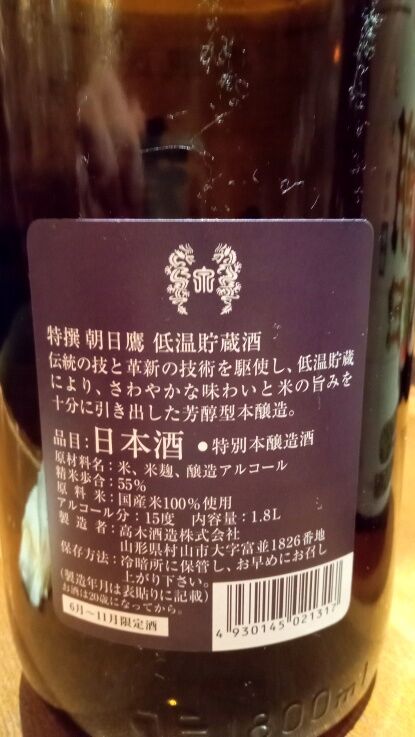 特撰 朝日鷹 低温貯蔵酒
伝統の技と革新の技術を駆使し、低温貯蔵
により、さわやかな味わいと米の旨みを
十分に引き出した芳醇型本醸造。
品目:日本酒 ●特別本醸造酒
原材料名:米、米麹、醸造アルコール
精米歩合:55%
原料米:国産米100%使用
アルコール分:15度 内容量:1.8L
製造者:高木酒造株式会社
山形県村山市大字富並1826番地
保存方法:冷暗所に保管し、お早めにお召し
上がり下さい。
(製造年月は表貼りに記載)
お酒は20歳になってから。
6月～11月限定酒
4 930145 021317